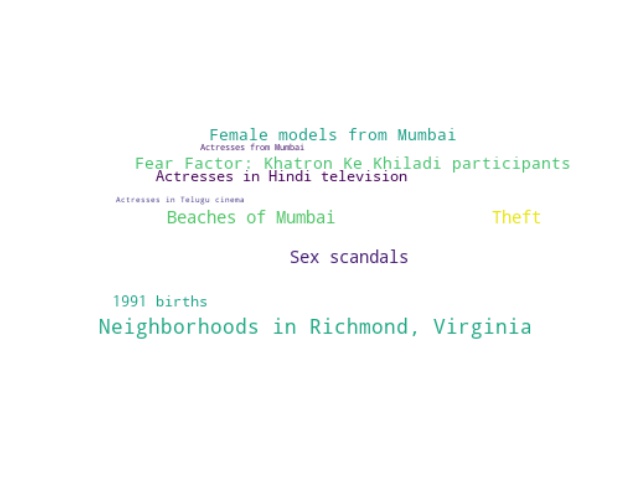 Female models from Mumbai
Actresses from Mumbai
Fear Factor: Khatron Ke Khiladi participants
Actresses in Hindi television
Actresses in Telugu cinema
Beaches of Mumbai
Theft
Sex scandals
1991 births
Neighborhoods in Richmond, Virginia